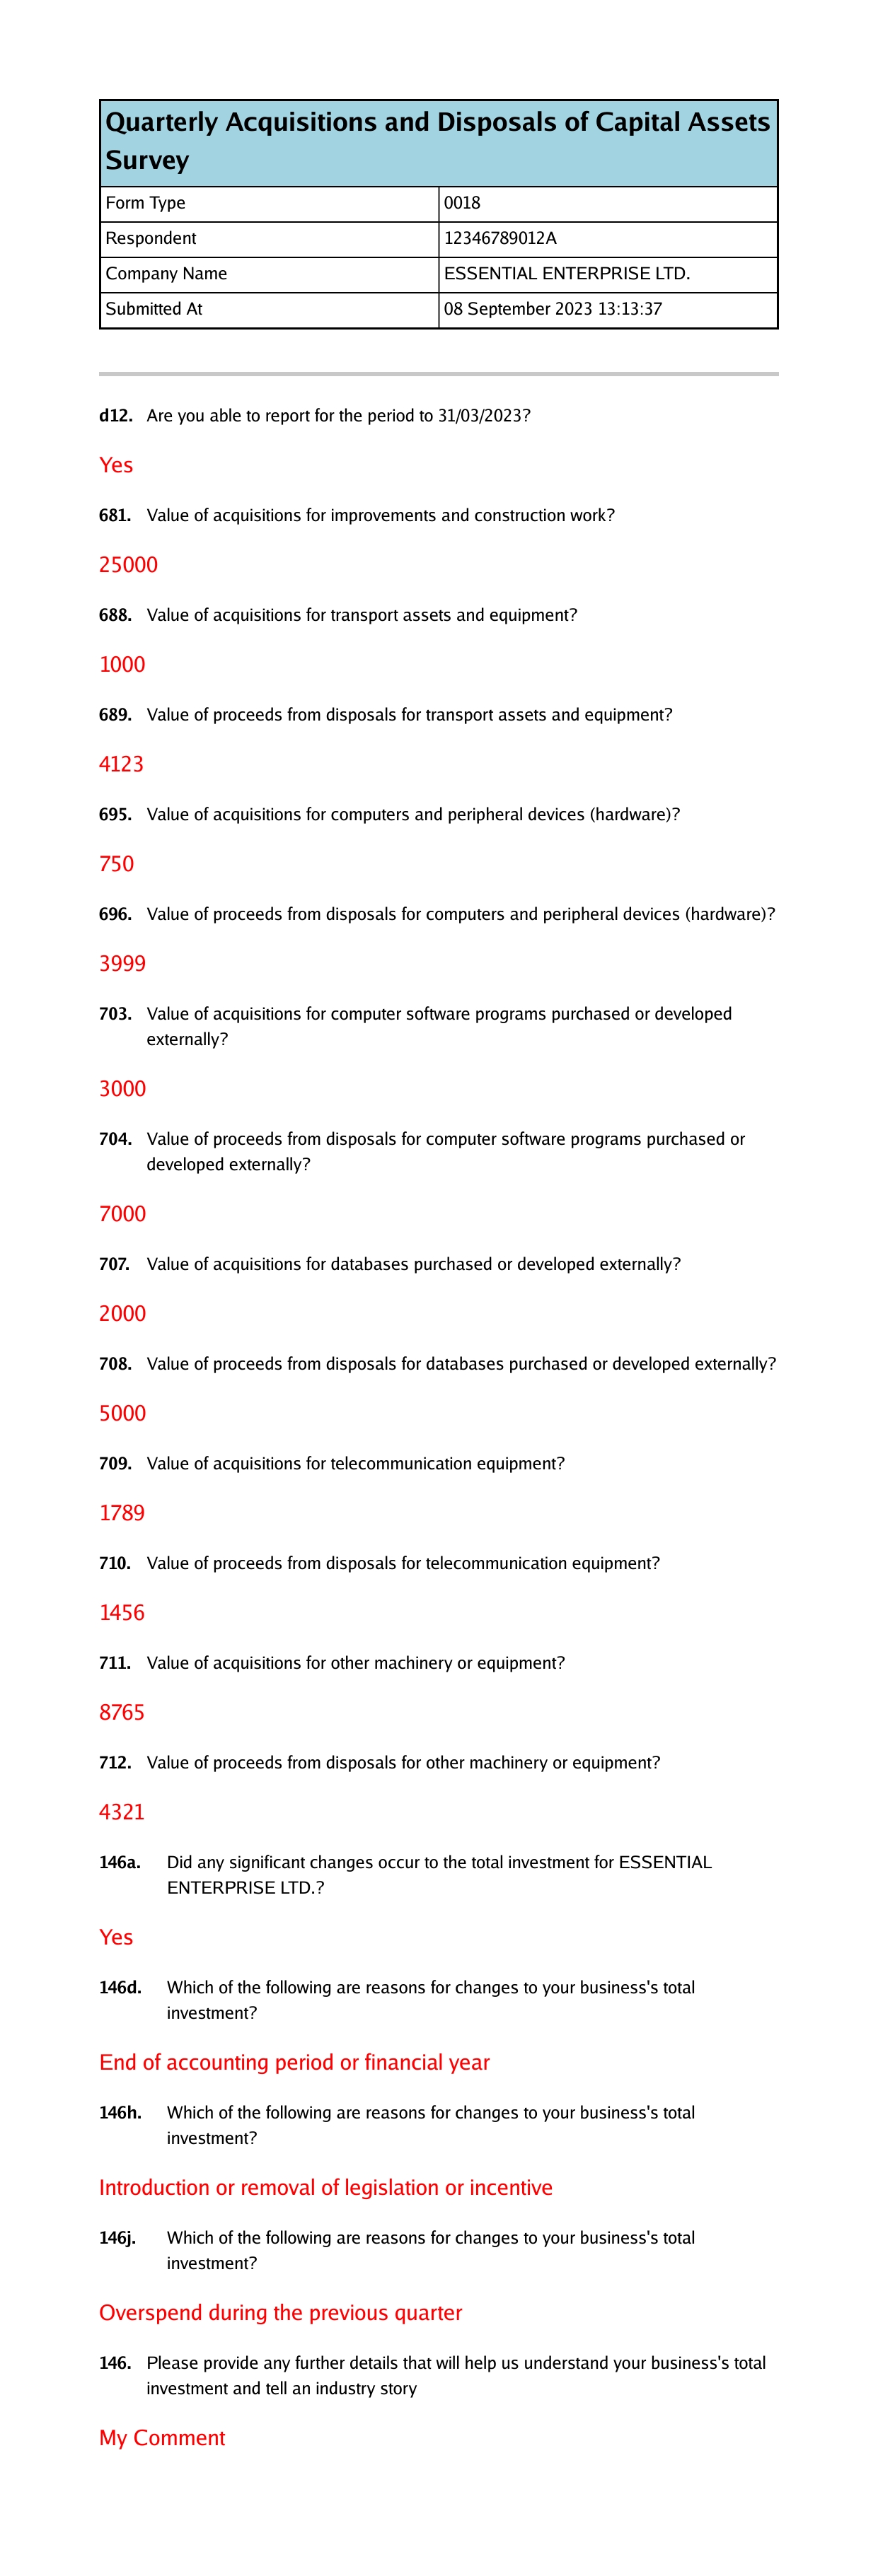 Quarterly Acquisitions and Disposals of Capital Assets
Survey
Form Type 0018
Respondent 12346789012A
Company Name ESSENTIAL ENTERPRISE LTD.
Submitted At 08 September 2023 13:13:37
d12. Are you able to report for the period to 31/03/2023?
Yes
681. Value of acquisitions for improvements and construction work?
25000
688. Value of acquisitions for transport assets and equipment?
1000
689. Value of proceeds from disposals for transport assets and equipment?
4123
695. Value of acquisitions for computers and peripheral devices (hardware)?
750
696. Value of proceeds from disposals for computers and peripheral devices (hardware)?
3999
703. Value of acquisitions for computer software programs purchased or developed
externally?
3000
704. Value of proceeds from disposals for computer software programs purchased or
developed externally?
7000
707. Value of acquisitions for databases purchased or developed externally?
2000
708. Value of proceeds from disposals for databases purchased or developed externally?
5000
709. Value of acquisitions for telecommunication equipment?
1789
710. Value of proceeds from disposals for telecommunication equipment?
1456
711. Value of acquisitions for other machinery or equipment?
8765
712. Value of proceeds from disposals for other machinery or equipment?
4321
146a. Did any significant changes occur to the total investment for ESSENTIAL
ENTERPRISE LTD.?
Yes
146d. Which of the following are reasons for changes to your business's total
investment?
End of accounting period or financial year
146h. Which of the following are reasons for changes to your business's total
investment?
Introduction or removal of legislation or incentive
146j. Which of the following are reasons for changes to your business's total
investment?
Overspend during the previous quarter
146. Please provide any further details that will help us understand your business's total
investment and tell an industry story
My Comment